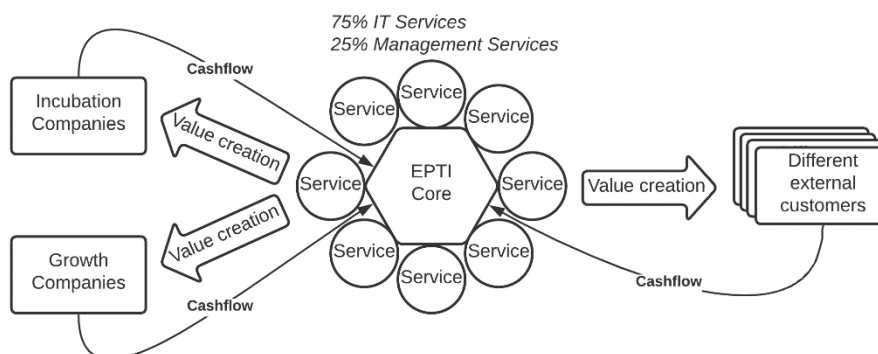 75% IT Services
25% Management Services
Cashflow
Incubation
Companies
Value creation
Service
Service
Service
Service
EPTI
Core
Service
Value creation
Different
external
customers
Value creation
Growth
Companies
Service
Service
Service
Cashflow
Cashflow